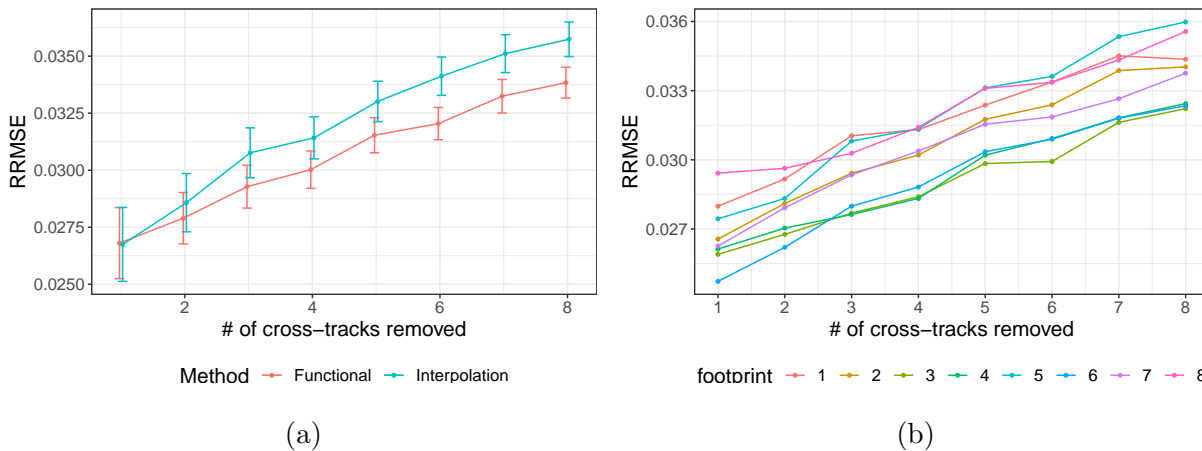 0.0350
0.0325
0.0300
0.0275
0.0250
RRMSE
2 4 6 8
# of cross−tracks removed
Method Functional Interpolation
(a)
0.036
0.033
0.030
0.027
RRMSE
1 2 3 4 5 6 7 8
# of cross−tracks removed
footprint 1 2 3 4 5 6 7 8
(b)